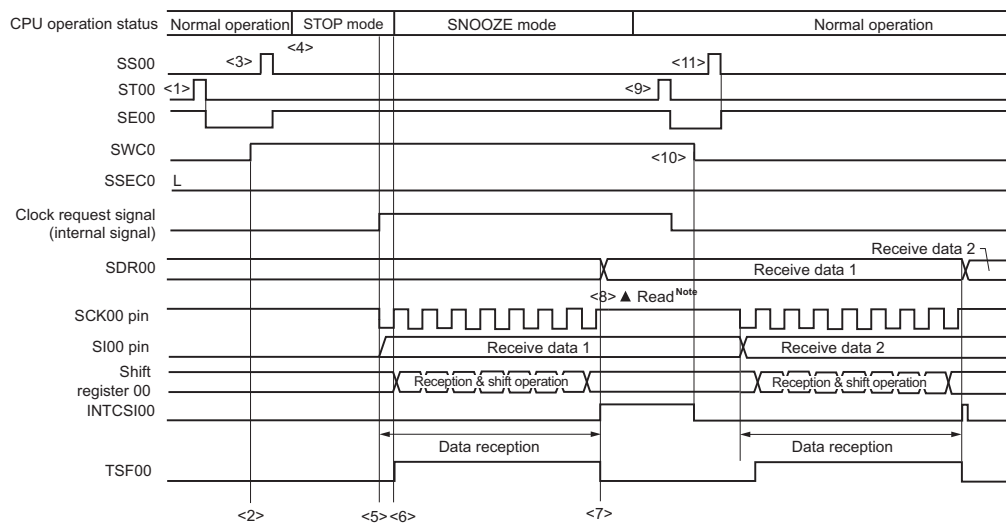 CPU operation status Normal operation STOP mode SNOOZE mode Normal operation
<4>
SS00 <3> <11>
ST00 <1> <9>
SE00
SWC0 <10>
SSEC0 L
Clock request signal
(internal signal)
Receive data 2
SDR00 Receive data 1
<8> ▲ Read Note
SCK00 pin
SI00 pin Receive data 1 Receive data 2
Shift
register 00 Reception & shift operation Reception & shift operation
INTCSI00
Data reception Data reception
TSF00
<2> <5> <6> <7>